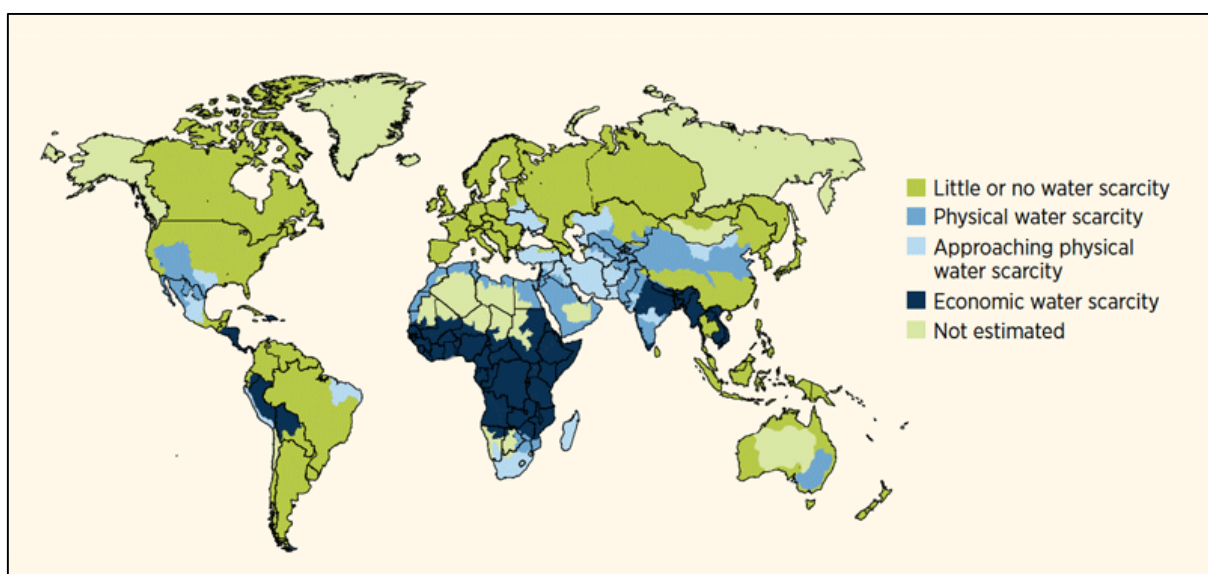 Little or no water scarcity
Physical water scarcity
Approaching physical
water scarcity
Economic water scarcity
Not estimated